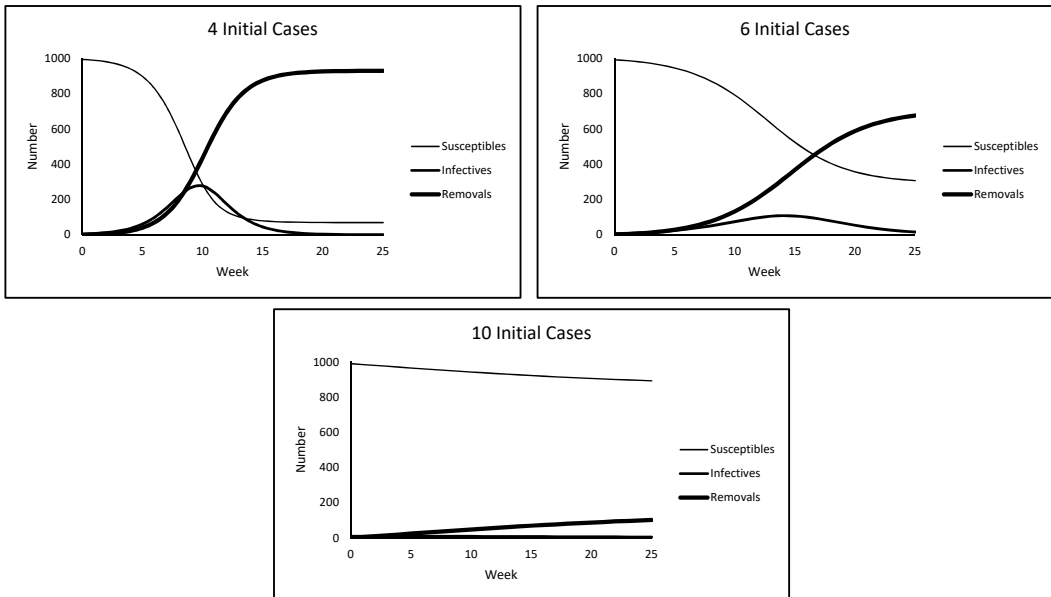 4 Initial Cases
1000
800
600
400
200
0
Number
0 5 10 15 20 25
Week
Susceptibles
Infectives
Removals
6 Initial Cases
1000
800
600
400
200
0
Number
0 5 10 15 20 25
Week
Susceptibles
Infectives
Removals
10 Initial Cases
1000
800
600
400
200
0
Number
0 5 10 15 20 25
Week
Susceptibles
Infectives
Removals